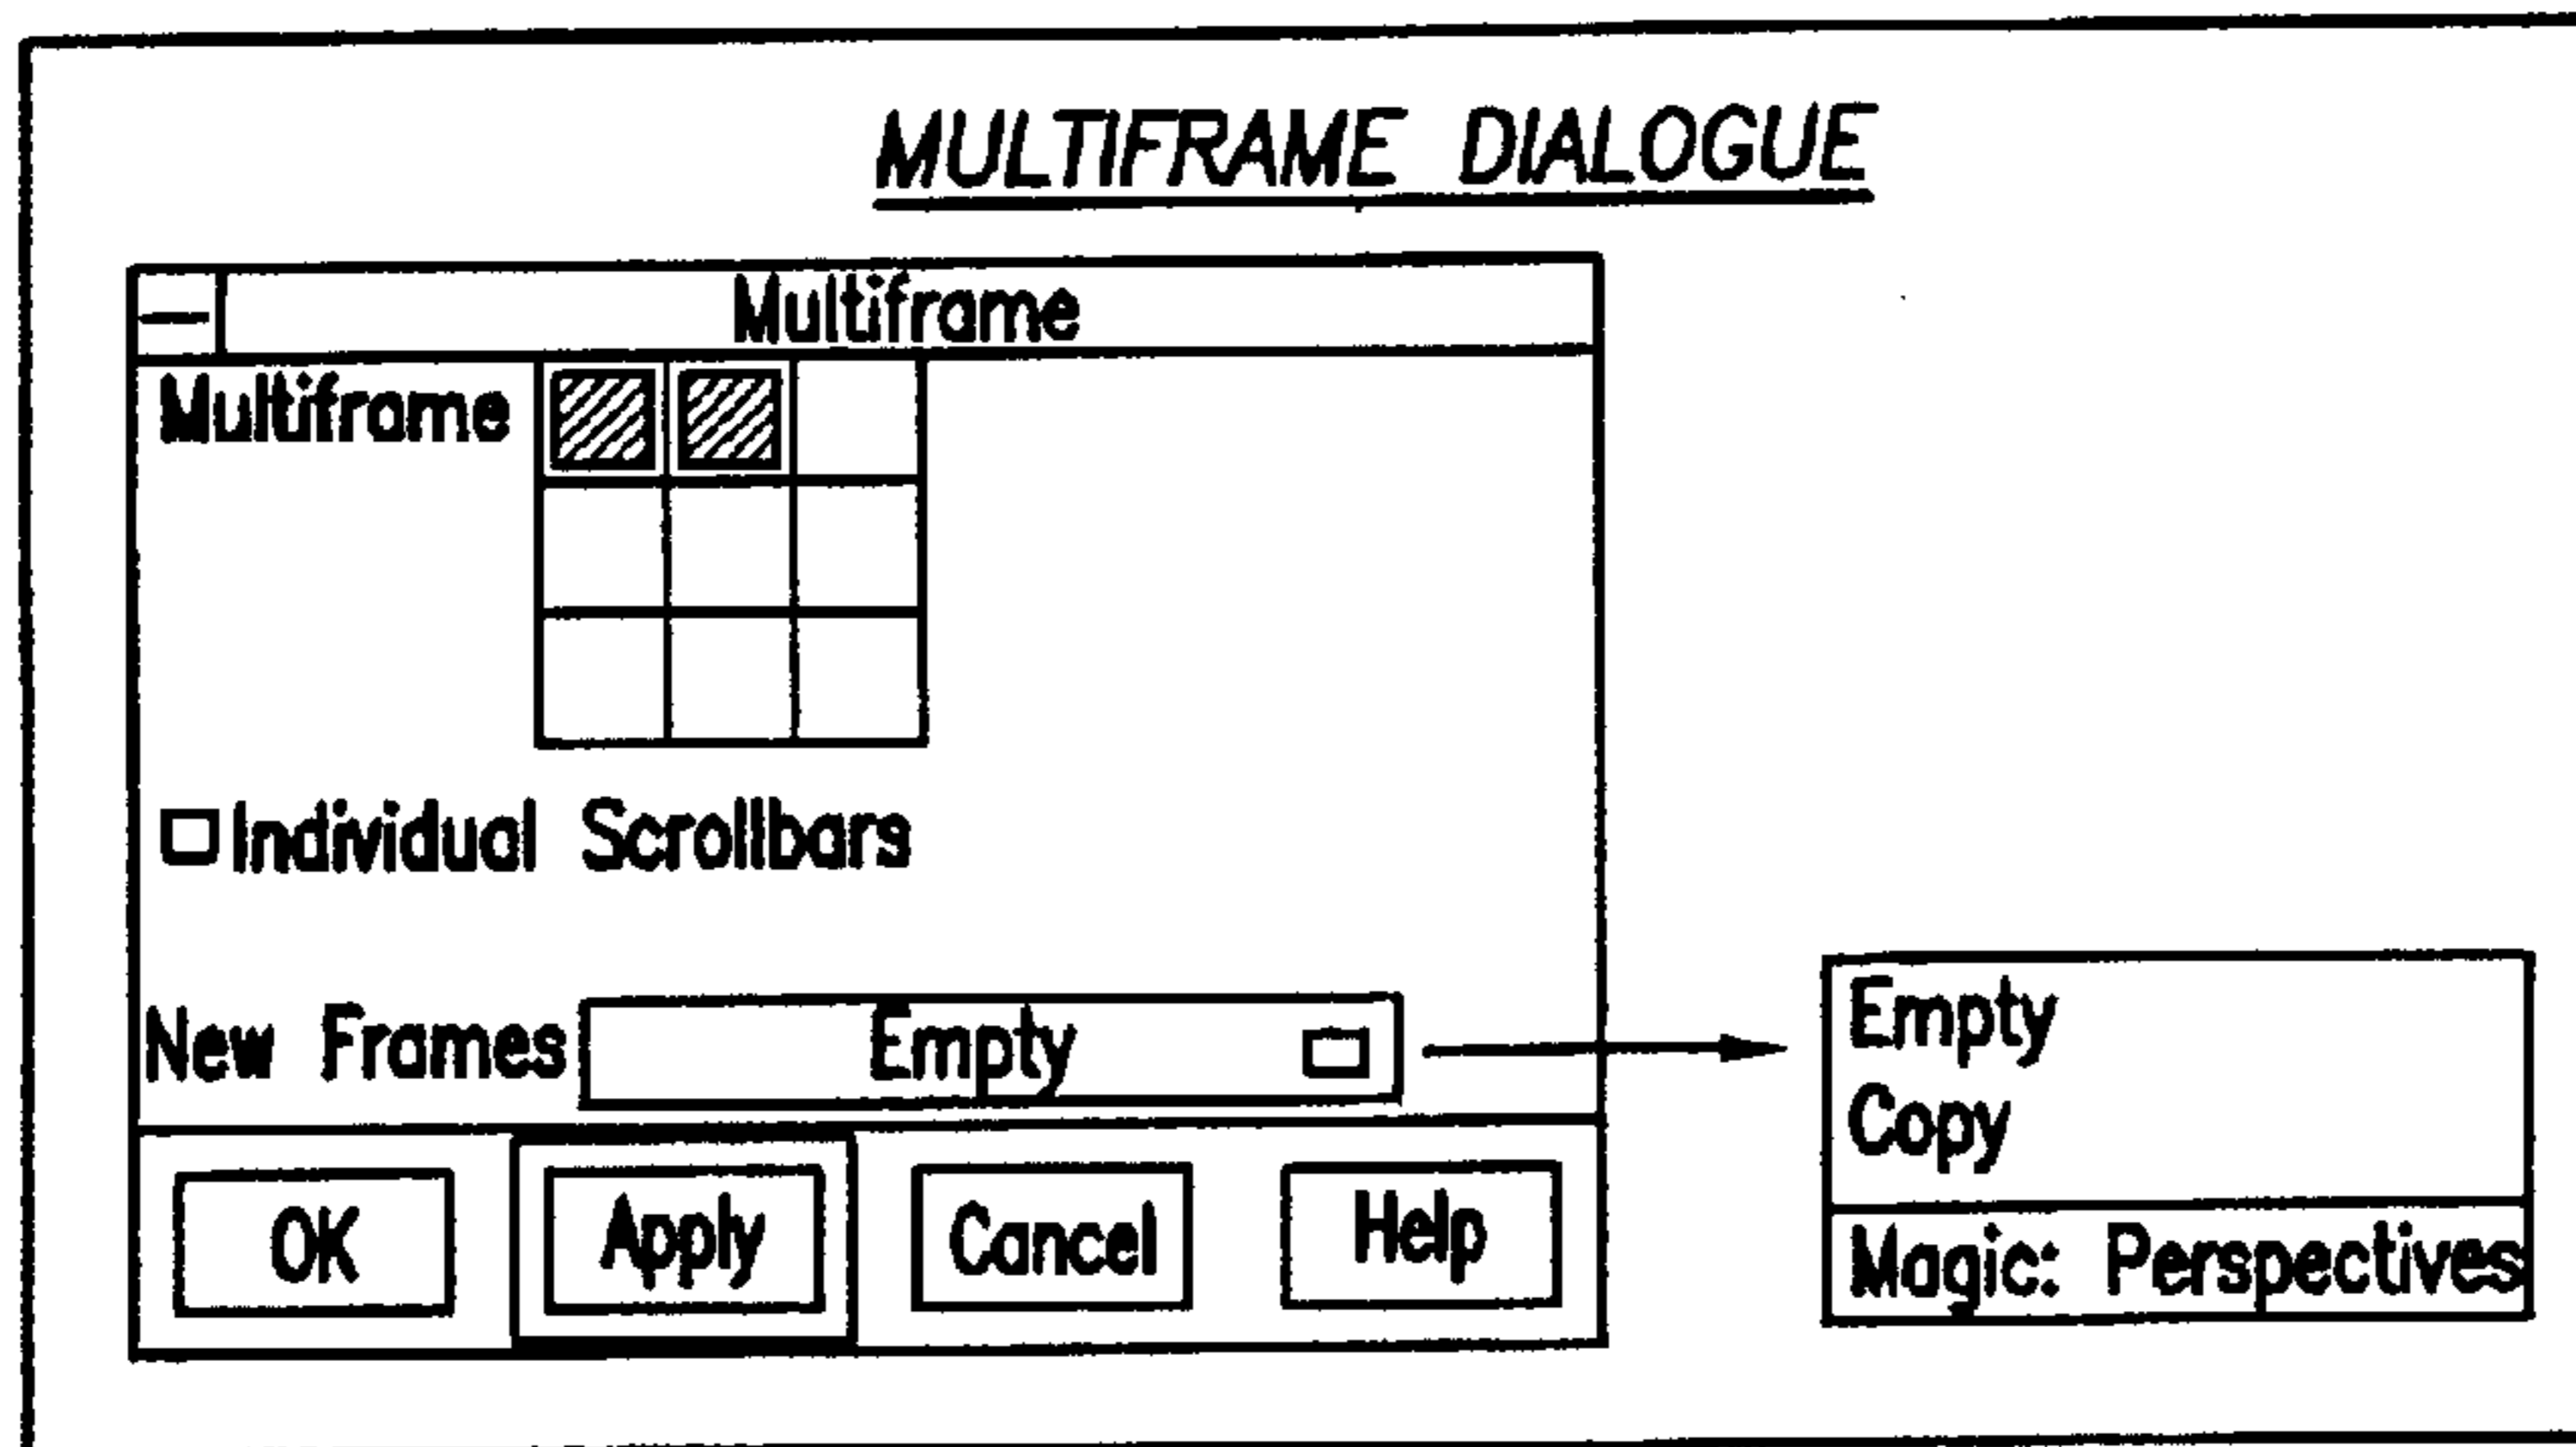 MULTIFRAME DIALOGUE
Multiframe
Multiframe
Individual Scrollbars
New Frames Empty
Empty
Copy
Magic: Perspectives
OK Apply Cancel Help